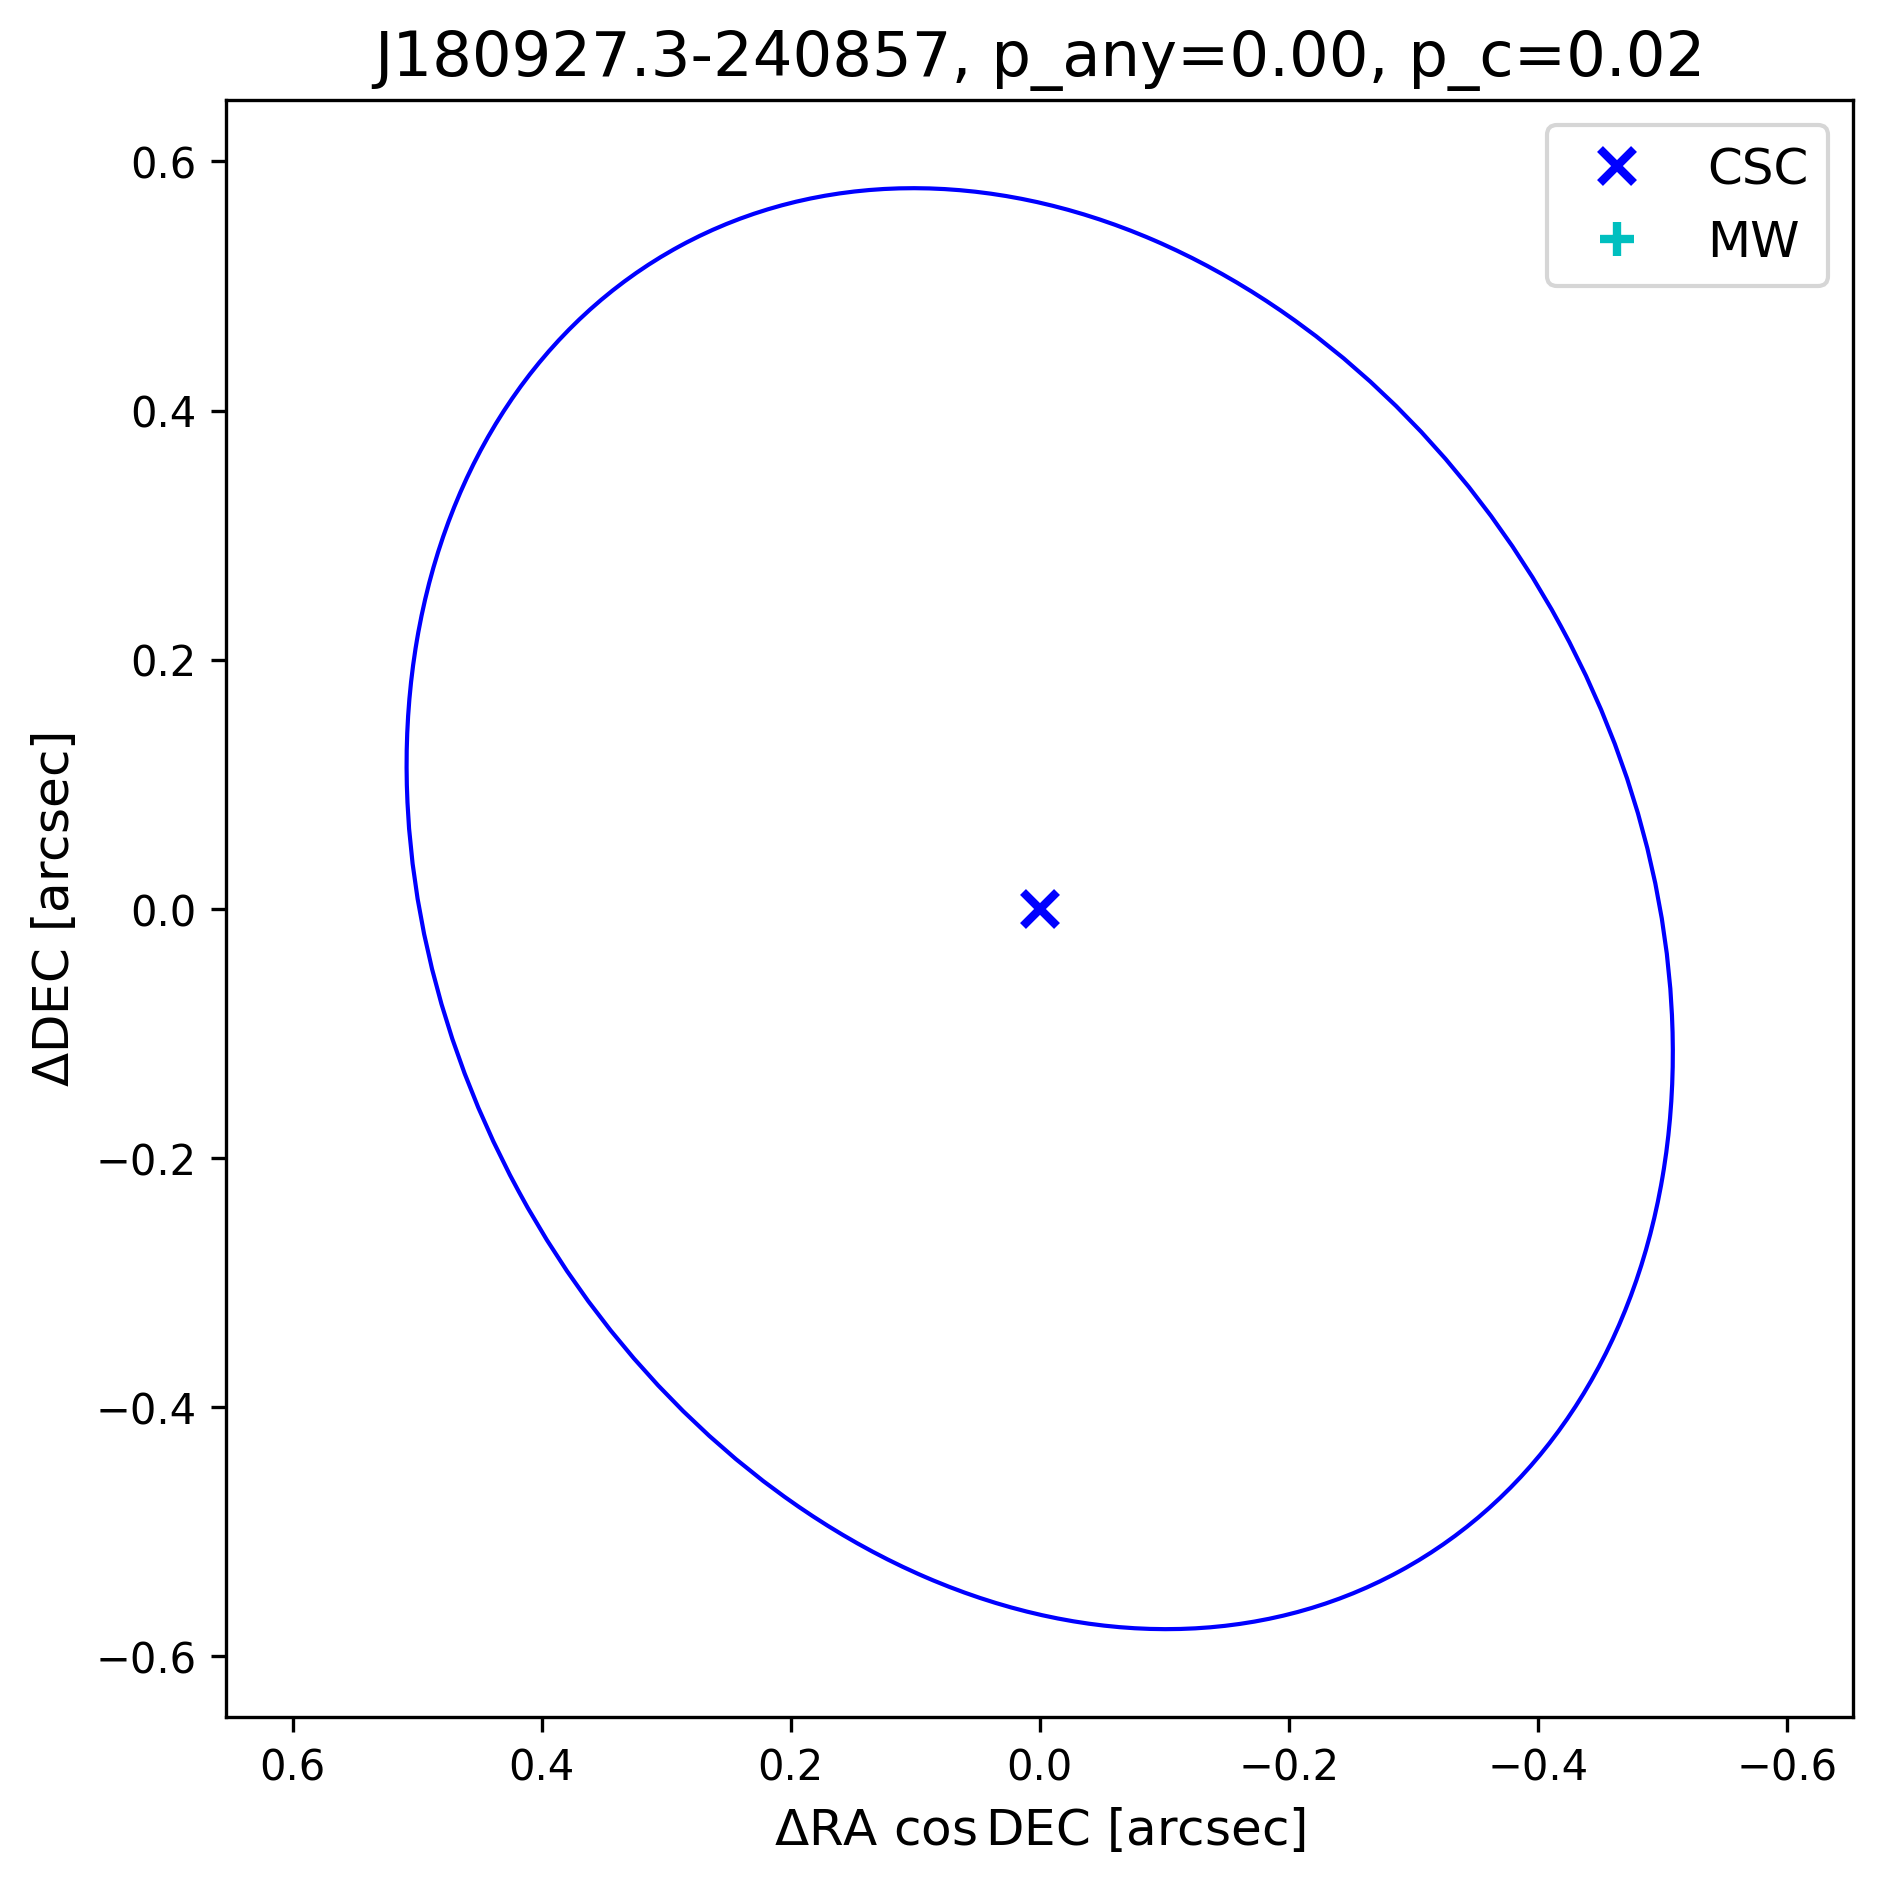 J180927.3-240857, p_any=0.00, p_c=0.02
CSC
MW
0.6
0.4
0.2
0.0
−0.2
−0.4
−0.6
ΔDEC [arcsec]
0.6 0.4 0.2 0.0 −0.2 −0.4 −0.6
ΔRA cos DEC [arcsec]